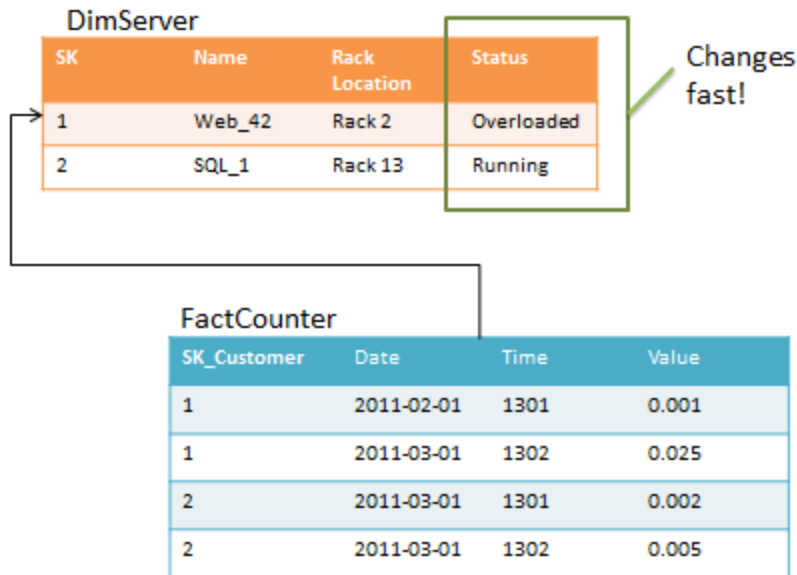 DimServer
SK Name Rack Location Status
1 Web_42 Rack 2 Overloaded
2 SQL_1 Rack 13 Running
Changes
fast!
FactCounter
SK_Customer Date Time Value
1 2011-02-01 1301 0.001
1 2011-03-01 1302 0.025
2 2011-03-01 1301 0.002
2 2011-03-01 1302 0.005